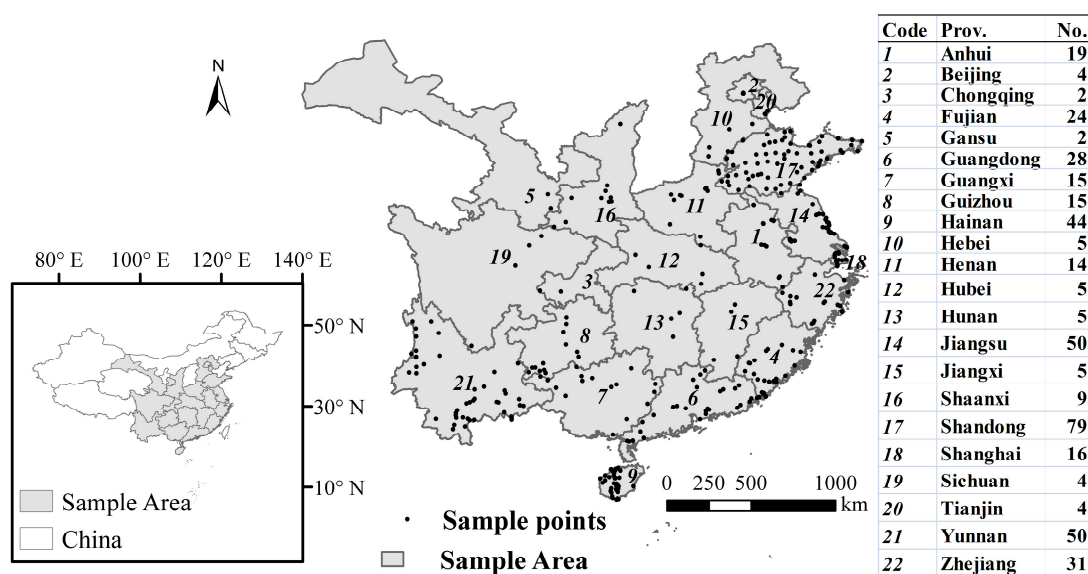 N
80° E 100° E 120° E 140° E
50° N
30° N
10° N
Sample Area
China
2
20
10
17
5
16
11
14
1
19
12
18
3
22
13
15
8
4
21
7
6
9
0 250 500 1000
km
Sample points
Sample Area
Code Prov. No.
1 Anhui 19
2 Beijing 4
3 Chongqing 2
4 Fujian 24
5 Gansu 2
6 Guangdong 28
7 Guangxi 15
8 Guizhou 15
9 Hainan 44
10 Hebei 5
11 Henan 14
12 Hubei 5
13 Hunan 5
14 Jiangsu 50
15 Jiangxi 5
16 Shaanxi 9
17 Shandong 79
18 Shanghai 16
19 Sichuan 4
20 Tianjin 4
21 Yunnan 50
22 Zhejiang 31